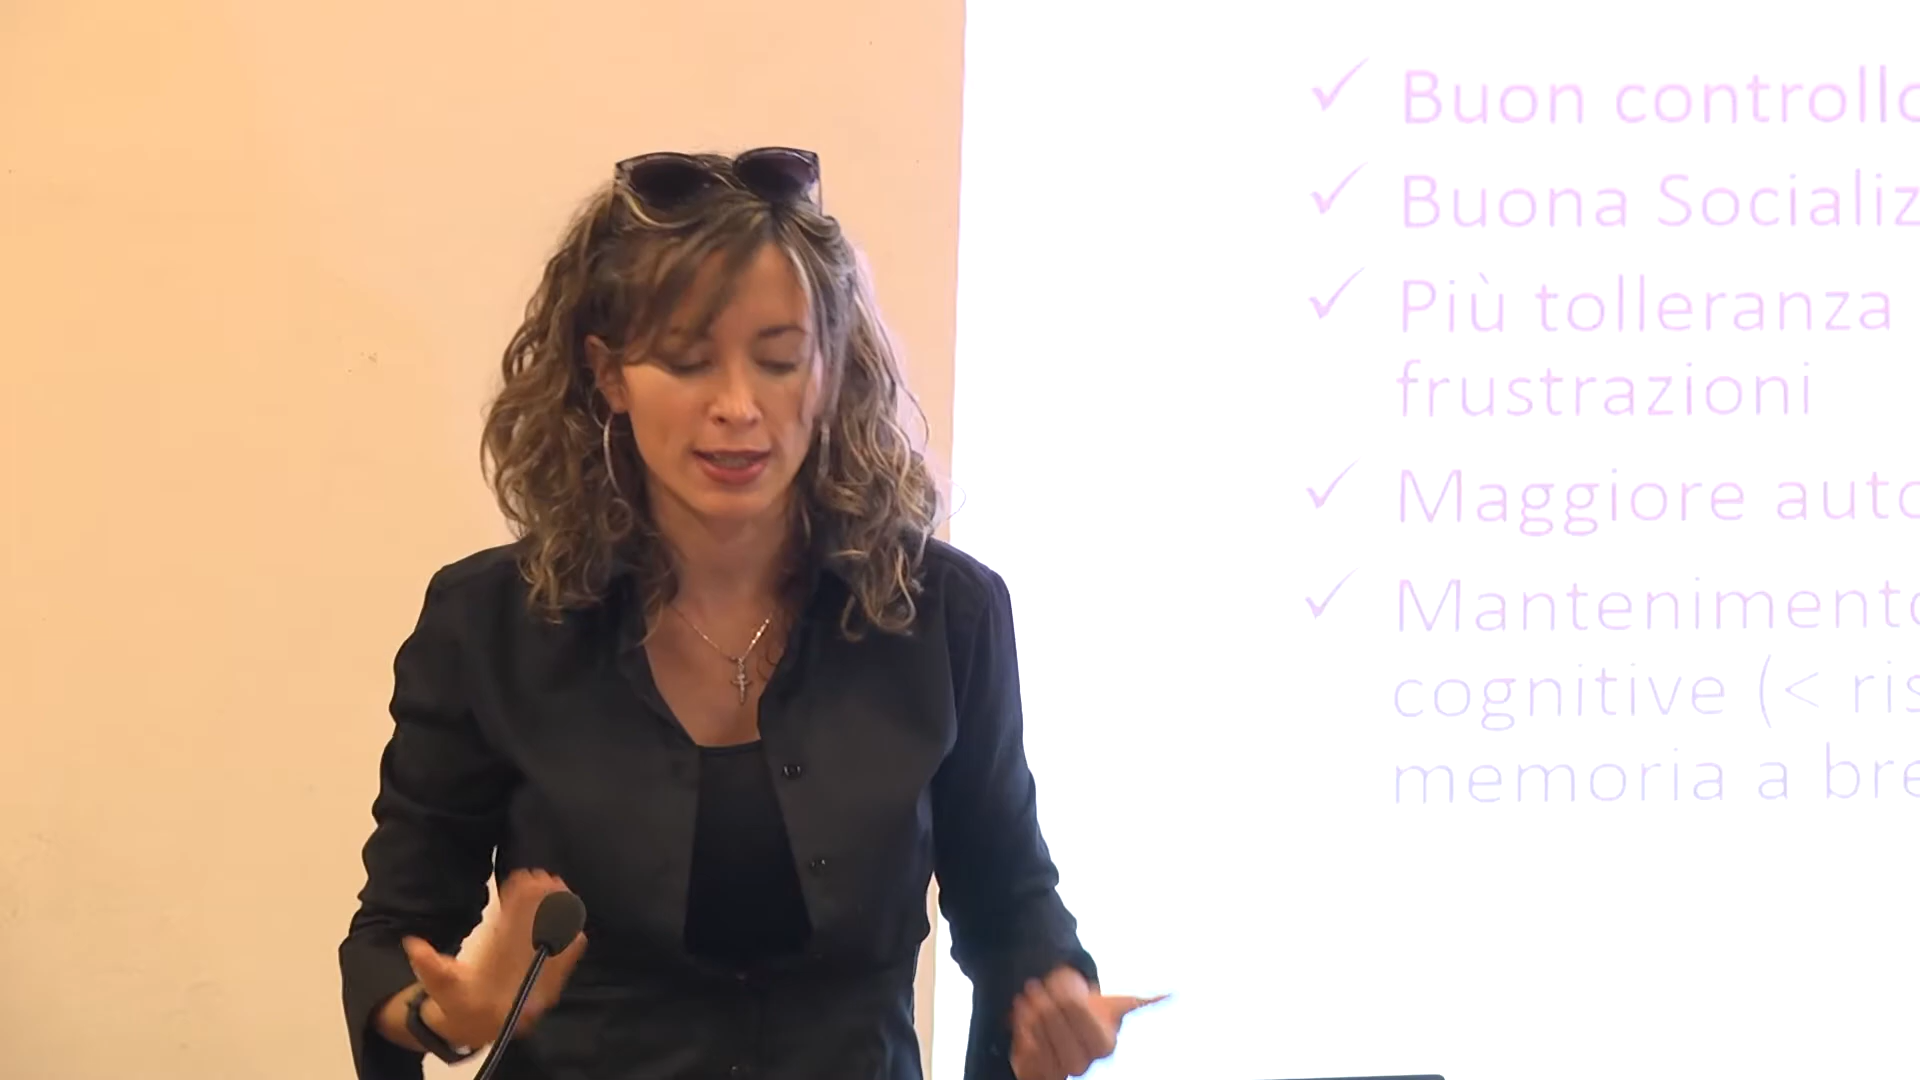 ✓ Buon controllo
✓ Buona Socializ
✓ Più tolleranza
frustrazioni
✓ Maggiore auto
✓ Mantenimento
cognitive (< ris
memoria a bre